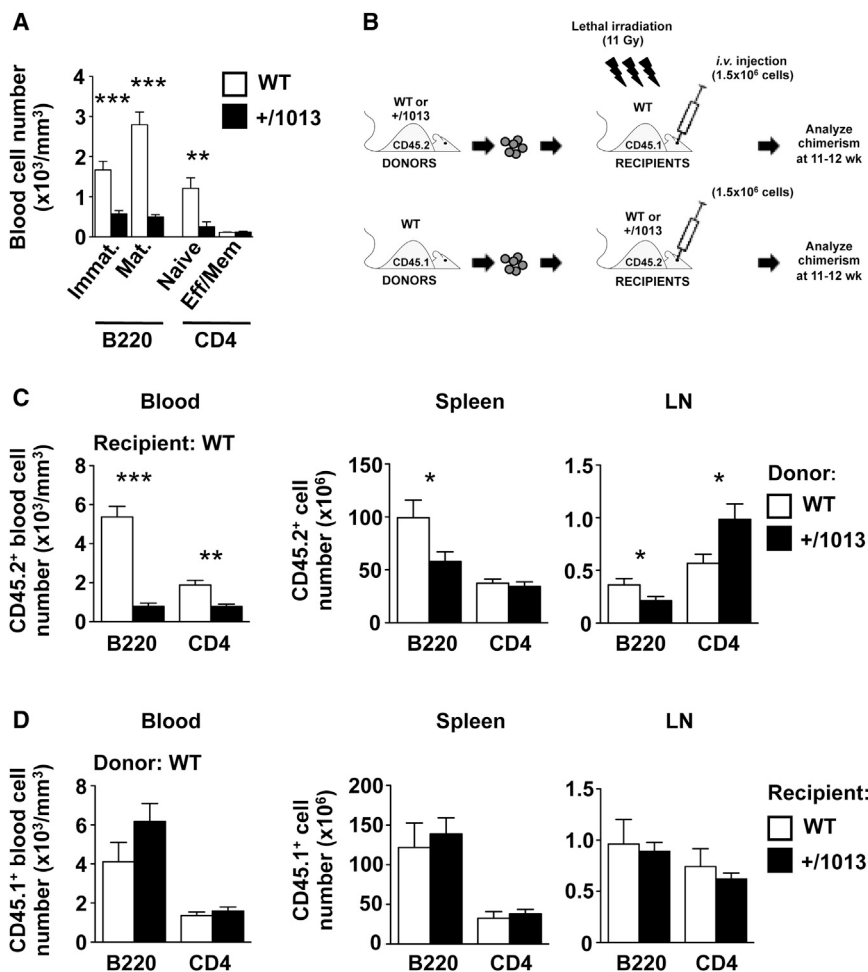 A
Blood cell number
(x10³/mm³)
4
3
2
1
0
***
***
**
WT
+/1013
Immat.
Mat.
Naive
Eff/Mem
B220
CD4
B
Lethal irradiation
(11 Gy)
i.v. injection
(1.5x10⁶ cells)
WT or
+/1013
CD45.2
DONORS
WT
CD45.1
RECIPIENTS
Analyze
chimerism
at 11-12 wk
(1.5x10⁶ cells)
WT
CD45.1
DONORS
WT or
+/1013
CD45.2
RECIPIENTS
Analyze
chimerism
at 11-12 wk
C
Blood
Recipient: WT
CD45.2⁺ blood cell
number (x10³/mm³)
8
6
4
2
0
***
**
B220
CD4
Spleen
CD45.2⁺ cell
number (x10⁶)
150
100
50
0
*
B220
CD4
LN
1.5
1.0
0.5
0
*
*
B220
CD4
Donor:
WT
+/1013
D
Blood
Donor: WT
CD45.1⁺ blood cell
number (x10³/mm³)
8
6
4
2
0
B220
CD4
Spleen
CD45.1⁺ cell
number (x10⁶)
200
150
100
50
0
B220
CD4
LN
1.5
1.0
0.5
0
B220
CD4
Recipient:
WT
+/1013